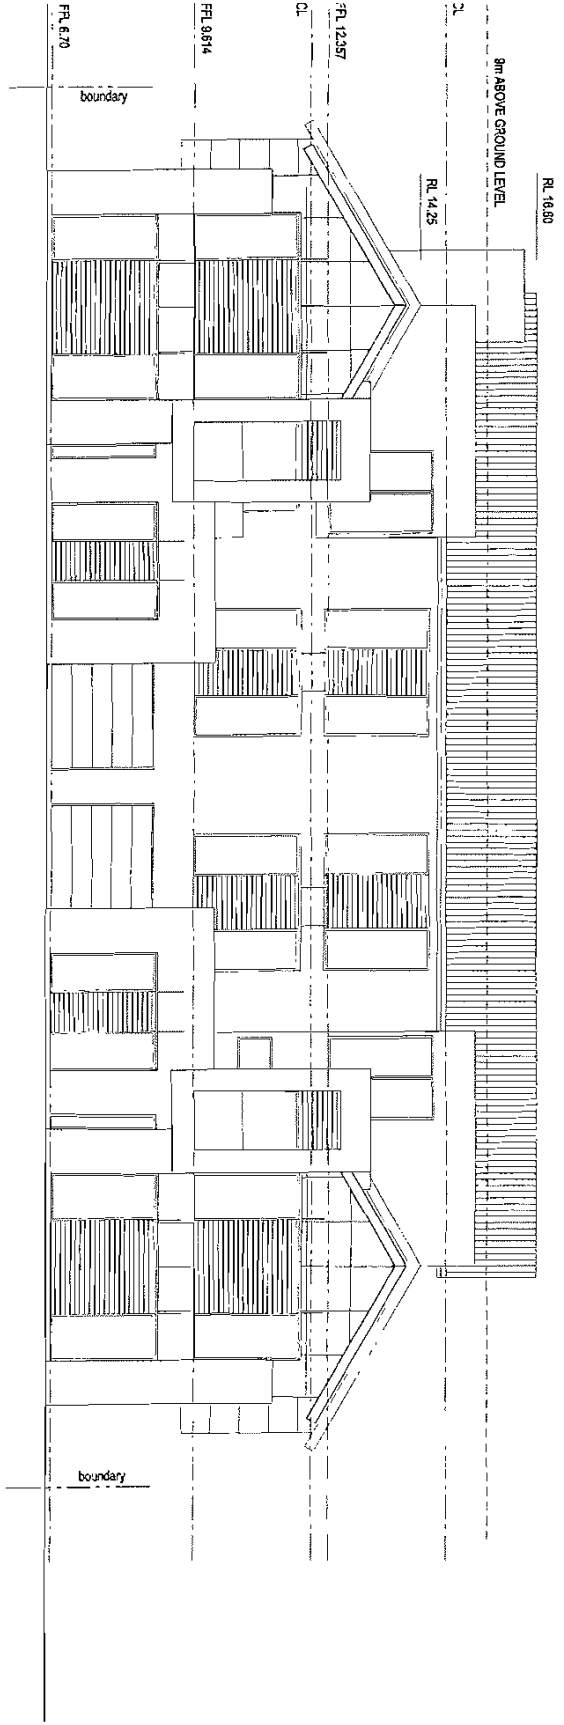 RL 16.60
9m ABOVE GROUND LEVEL
CL
RL 14.25
FFL 12.357
CL
FFL 9.614
FFL 6.70
boundary
boundary